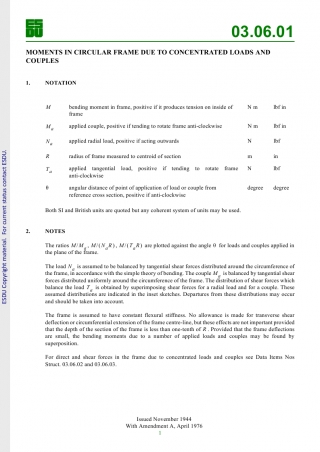 ESDU
03.06.01
MOMENTS IN CIRCULAR FRAME DUE TO CONCENTRATED LOADS AND
COUPLES
1. NOTATION
M bending moment in frame, positive if it produces tension on inside of N m lbf in
frame
Mo applied couple, positive if tending to rotate frame anti-clockwise N m lbf in
No applied radial load, positive if acting outwards N lbf
R radius of frame measured to centroid of section m in
To applied tangential load, positive if tending to rotate frame N lbf
anti-clockwise
θ angular distance of point of application of load or couple from degree degree
reference cross section, positive if anti-clockwise
Both SI and British units are quoted but any coherent system of units may be used.
2. NOTES
The ratios M/Mo, M/(NoR), M/(ToR) are plotted against the angle θ for loads and couples applied in
the plane of the frame.
The load No is assumed to be balanced by tangential shear forces distributed around the circumference of
the frame, in accordance with the simple theory of bending. The couple Mo is balanced by tangential shear
forces distributed uniformly around the circumference of the frame. The distribution of shear forces which
balance the load To is obtained by superimposing shear forces for a radial load and for a couple. These
assumed distributions are indicated in the inset sketches. Departures from these distributions may occur
and should be taken into account.
The frame is assumed to have constant flexural stiffness. No allowance is made for transverse shear
deflection or circumferential extension of the frame centre-line, but these effects are not important provided
that the depth of the section of the frame is less than one-tenth of R. Provided that the frame deflections
are small, the bending moments due to a number of applied loads and couples may be found by
superposition.
For direct and shear forces in the frame due to concentrated loads and couples see Data Items Nos
Struct. 03.06.02 and 03.06.03.
Issued November 1944
With Amendment A, April 1976
1
ESDU Copyright material. For current status contact ESDU.